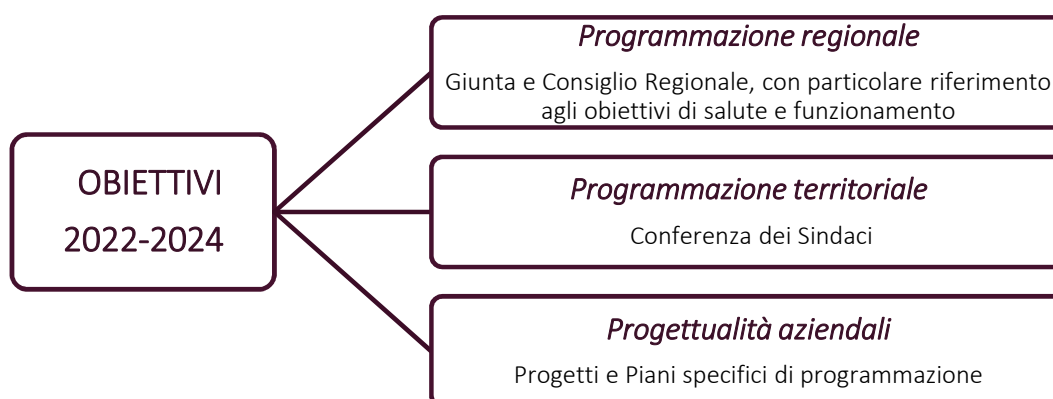 OBIETTIVI
2022-2024
Programmazione regionale
Giunta e Consiglio Regionale, con particolare riferimento
agli obiettivi di salute e funzionamento
Programmazione territoriale
Conferenza dei Sindaci
Progettualità aziendali
Progetti e Piani specifici di programmazione